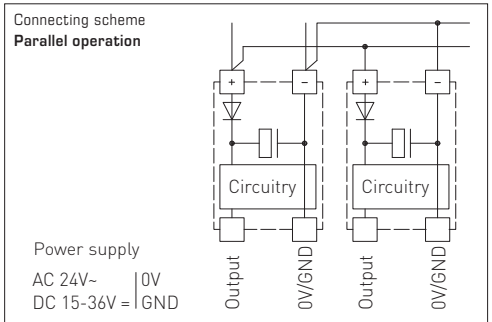 Connecting scheme
Parallel operation
+ − + −
Circuitry Circuitry
Output 0V/GND Output 0V/GND
Power supply
AC 24V~ 0V
DC 15-36V = GND